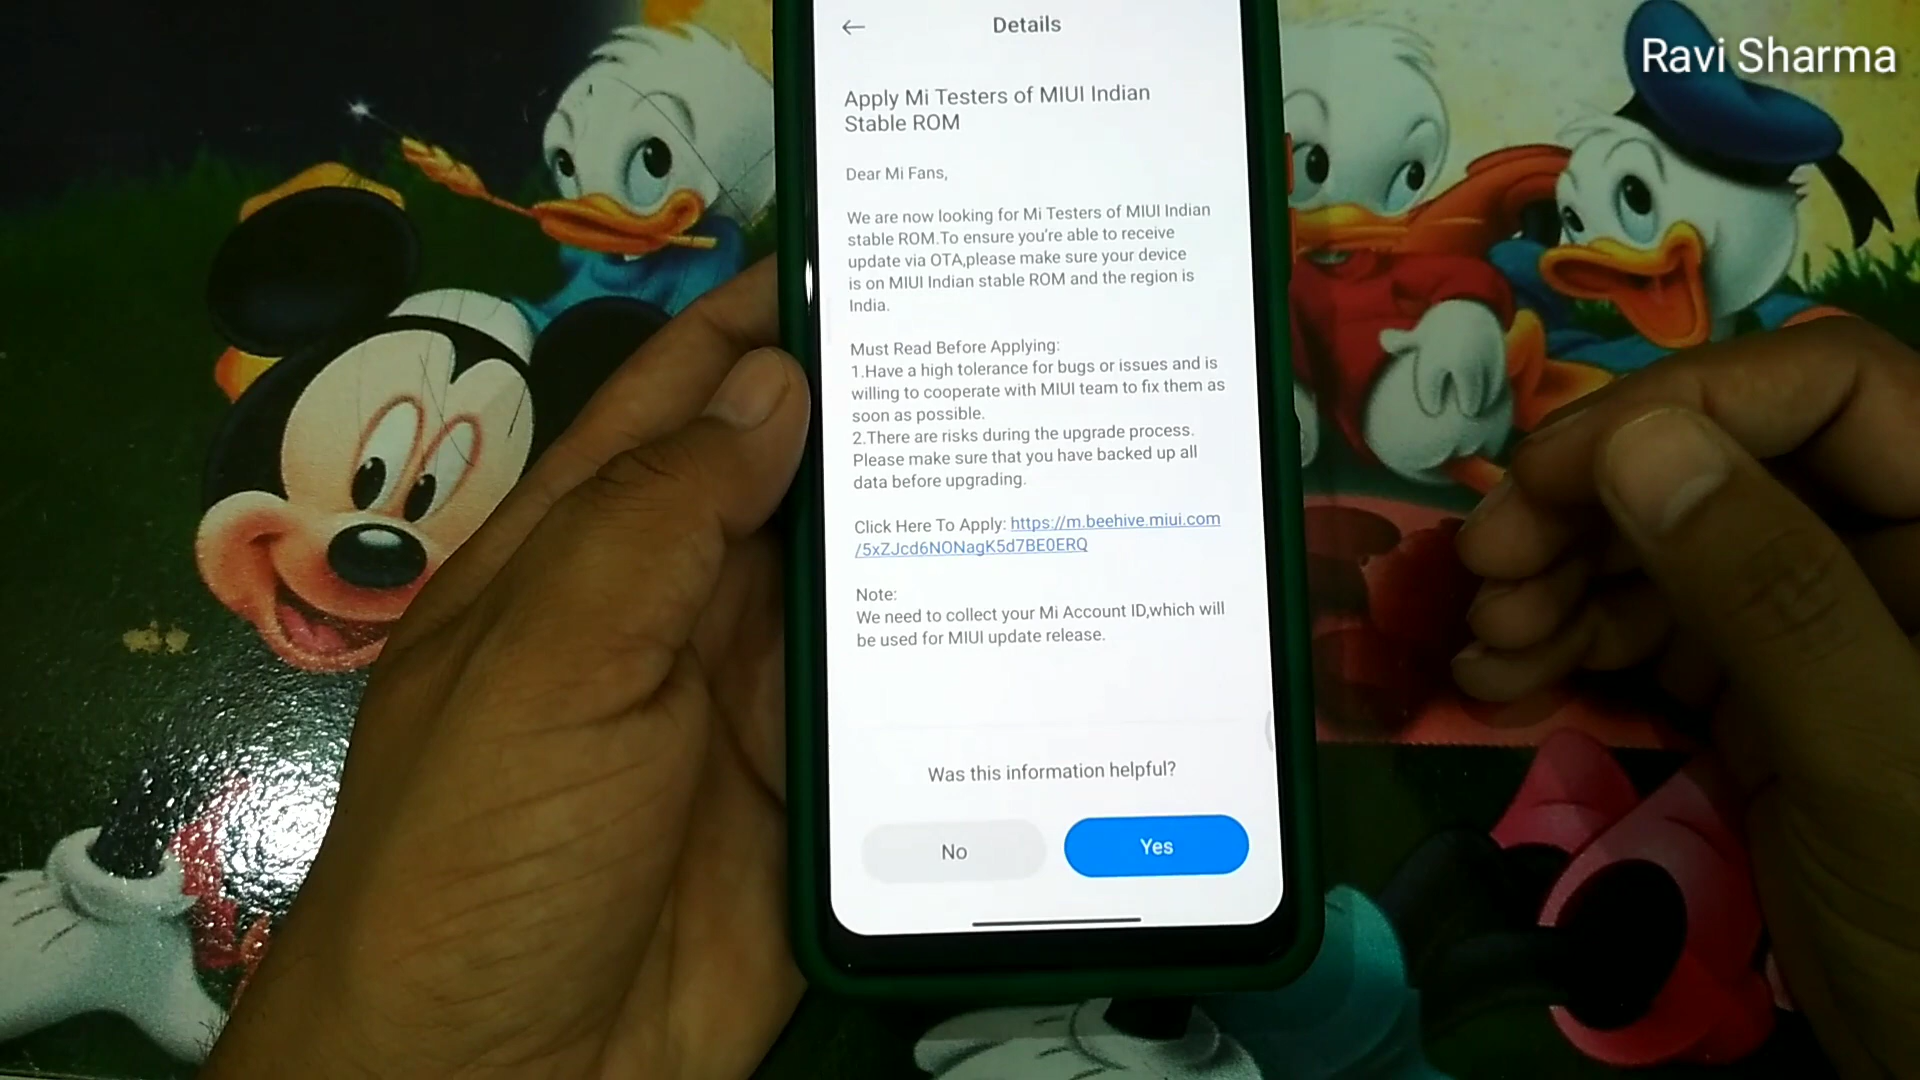 Ravi Sharma
Details
Apply Mi Testers of MIUI Indian
Stable ROM
Dear Mi Fans,
We are now looking for Mi Testers of MIUI Indian
stable ROM.To ensure you're able to receive
update via OTA,please make sure your device
is on MIUI Indian stable ROM and the region is
India.
Must Read Before Applying:
1.Have a high tolerance for bugs or issues and is
willing to cooperate with MIUI team to fix them as
soon as possible.
2.There are risks during the upgrade process.
Please make sure that you have backed up all
data before upgrading.
Click Here To Apply: https://m.beehive.miui.com
/5xZJcd6NONagK5d7BE0ERQ
Note:
We need to collect your Mi Account ID,which will
be used for MIUI update release.
Was this information helpful?
No
Yes